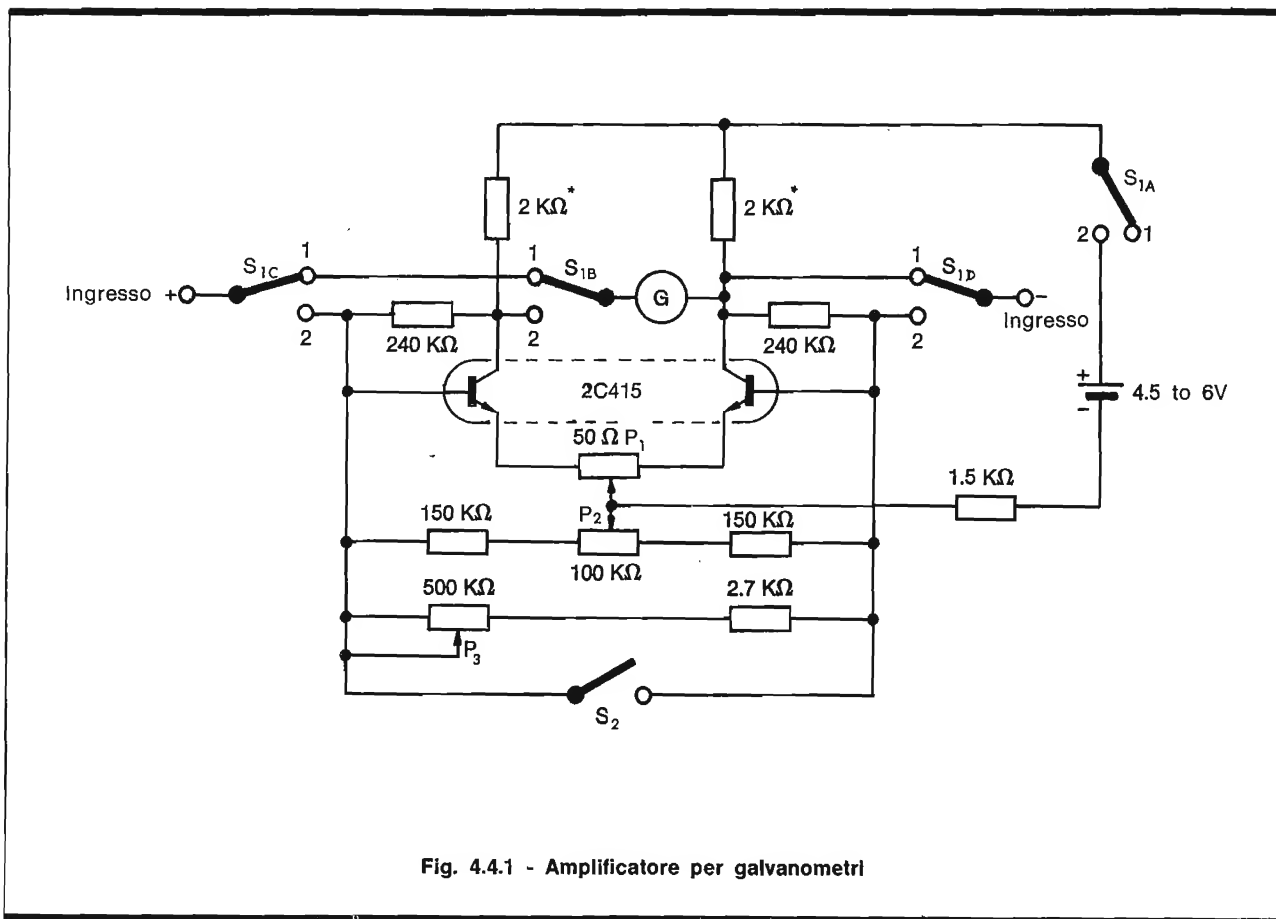 2 KΩ*
2 KΩ*
S1A
2 1
Ingresso +
S1C
1
1
S1B
G
1
S1D
-
Ingresso
2
240 KΩ
2
240 KΩ
2
2C415
+
-
4.5 to 6V
50 Ω P1
1.5 KΩ
150 KΩ
P2
150 KΩ
100 KΩ
500 KΩ
2.7 KΩ
P3
S2
Fig. 4.4.1 - Amplificatore per galvanometri